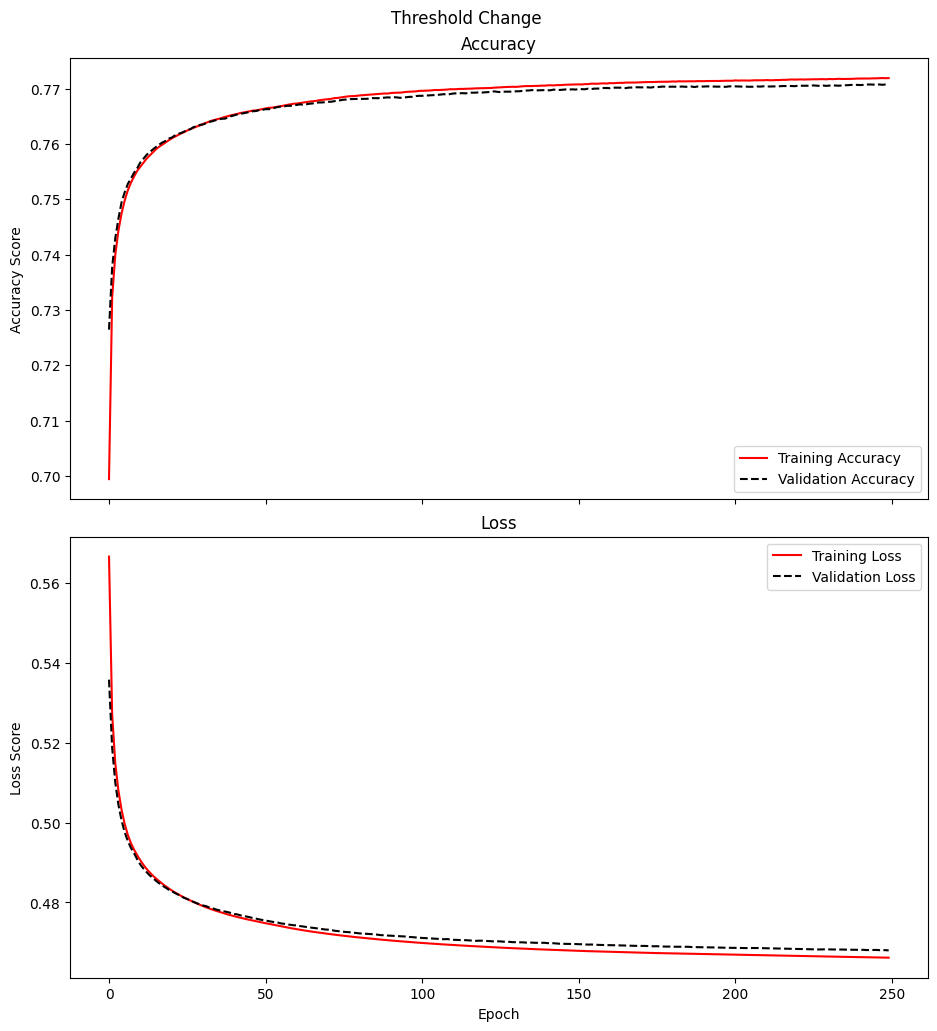 Threshold Change
Accuracy
0.77
0.76
0.75
0.74
0.73
0.72
0.71
0.70
Accuracy Score
Training Accuracy
Validation Accuracy
Loss
0.56
0.54
0.52
0.50
0.48
Loss Score
Training Loss
Validation Loss
0 50 100 150 200 250
Epoch